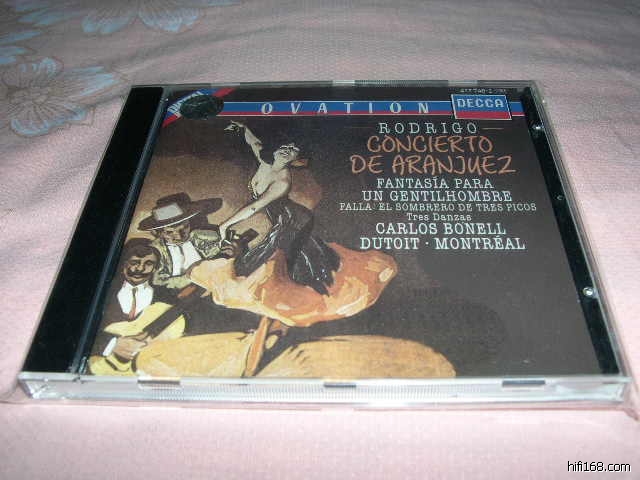 OVATION
DECCA
RODRIGO
CONCIERTO
DE ARANJUEZ
FANTASÍA PARA
UN GENTILHOMBRE
FALLA: EL SOMBRERO DE TRES PICOS
Tres Danzas
CARLOS BONELL
DUTOIT · MONTRÉAL
hifi168.com